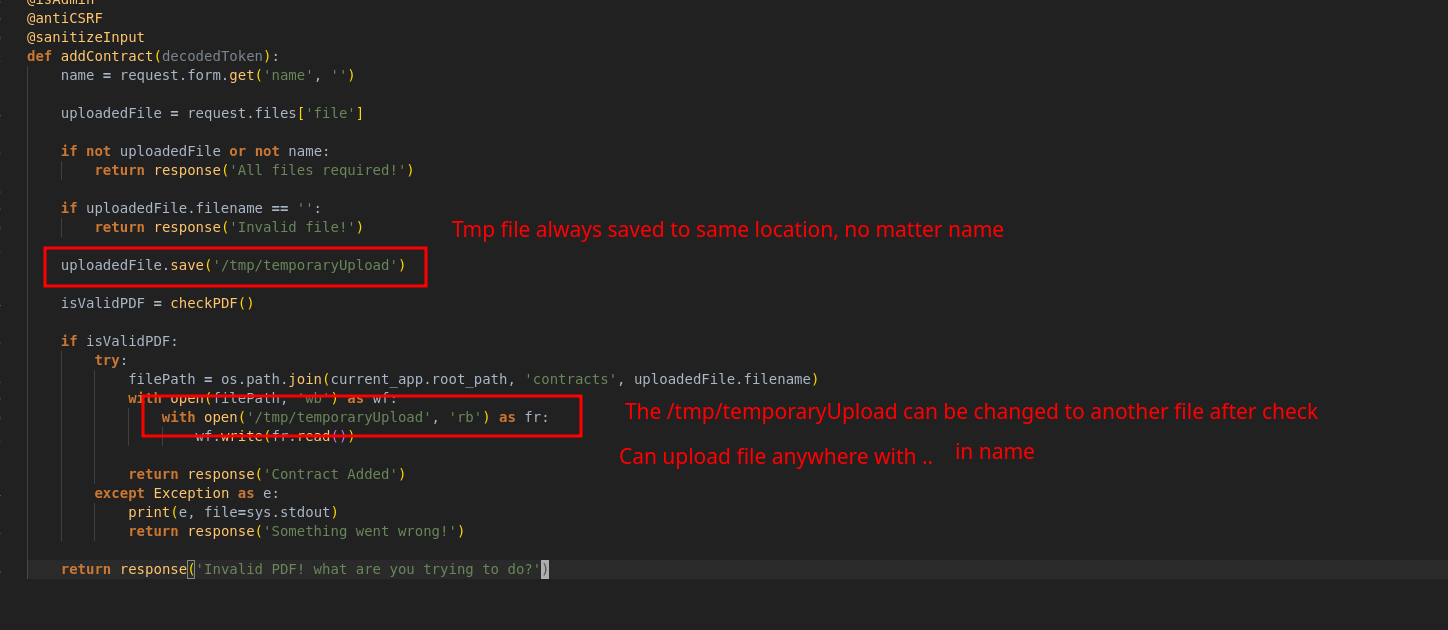 @isAdmin
@antiCSRF
@sanitizeInput
def addContract(decodedToken):
name = request.form.get('name', '')
uploadedFile = request.files['file']
if not uploadedFile or not name:
return response('All files required!')
if uploadedFile.filename == '':
return response('Invalid file!')
Tmp file always saved to same location, no matter name
uploadedFile.save('/tmp/temporaryUpload')
isValidPDF = checkPDF()
if isValidPDF:
try:
filePath = os.path.join(current_app.root_path, 'contracts', uploadedFile.filename)
with open(filePath, 'wb') as wf:
with open('/tmp/temporaryUpload', 'rb') as fr:
The /tmp/temporaryUpload can be changed to another file after check
wf.write(fr.read())
Can upload file anywhere with .. in name
return response('Contract Added')
except Exception as e:
print(e, file=sys.stdout)
return response('Something went wrong!')
return response('Invalid PDF! what are you trying to do?')